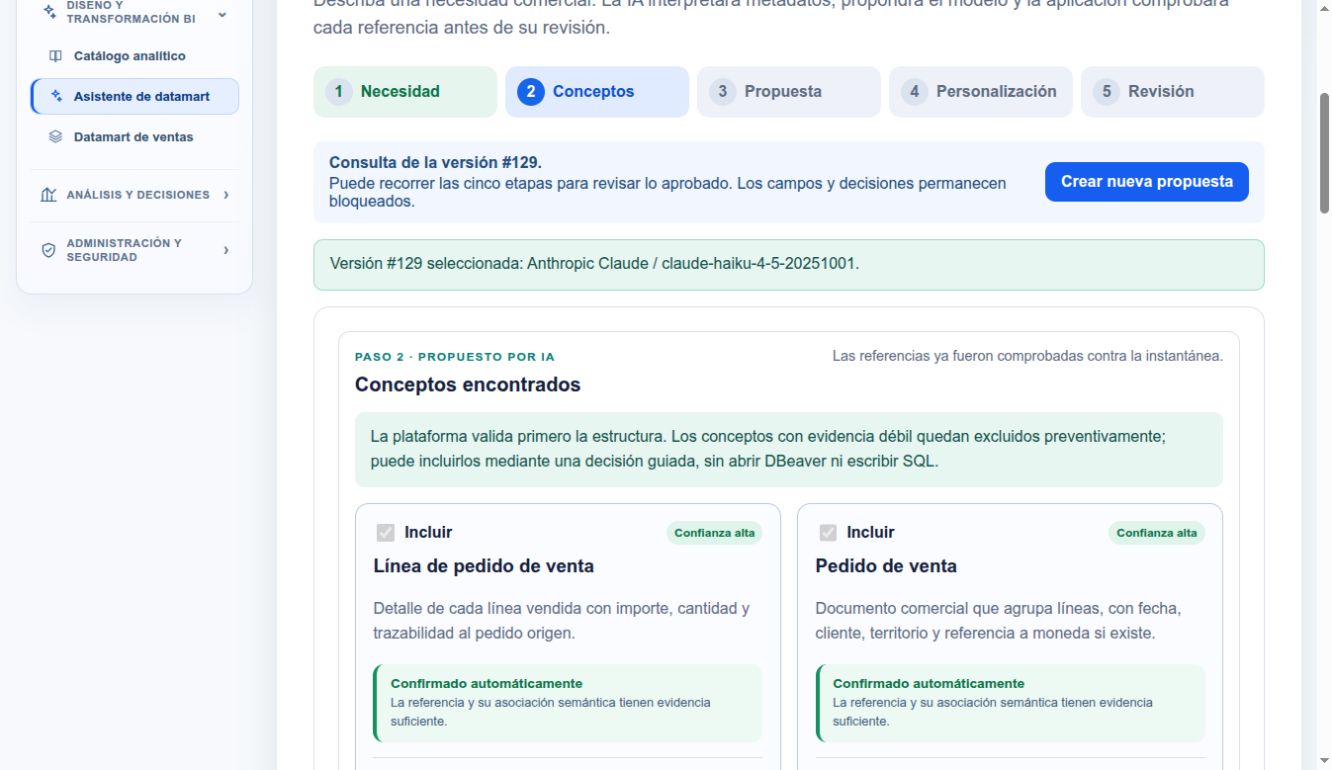 DISEÑO Y
TRANSFORMACIÓN BI
Catálogo analítico
Asistente de datamart
Datamart de ventas
ANÁLISIS Y DECISIONES
ADMINISTRACIÓN Y
SEGURIDAD
Describa una necesidad comercial. La IA interpretará metadatos, propondrá el modelo y la aplicación comprobará
cada referencia antes de su revisión.
1 Necesidad
2 Conceptos
3 Propuesta
4 Personalización
5 Revisión
Consulta de la versión #129.
Puede recorrer las cinco etapas para revisar lo aprobado. Los campos y decisiones permanecen
bloqueados.
Crear nueva propuesta
Versión #129 seleccionada: Anthropic Claude / claude-haiku-4-5-20251001.
PASO 2 · PROPUESTO POR IA
Las referencias ya fueron comprobadas contra la instantánea.
Conceptos encontrados
La plataforma valida primero la estructura. Los conceptos con evidencia débil quedan excluidos preventivamente;
puede incluirlos mediante una decisión guiada, sin abrir DBeaver ni escribir SQL.
Incluir
Confianza alta
Línea de pedido de venta
Detalle de cada línea vendida con importe, cantidad y
trazabilidad al pedido origen.
Confirmado automáticamente
La referencia y su asociación semántica tienen evidencia
suficiente.
Incluir
Confianza alta
Pedido de venta
Documento comercial que agrupa líneas, con fecha,
cliente, territorio y referencia a moneda si existe.
Confirmado automáticamente
La referencia y su asociación semántica tienen evidencia
suficiente.